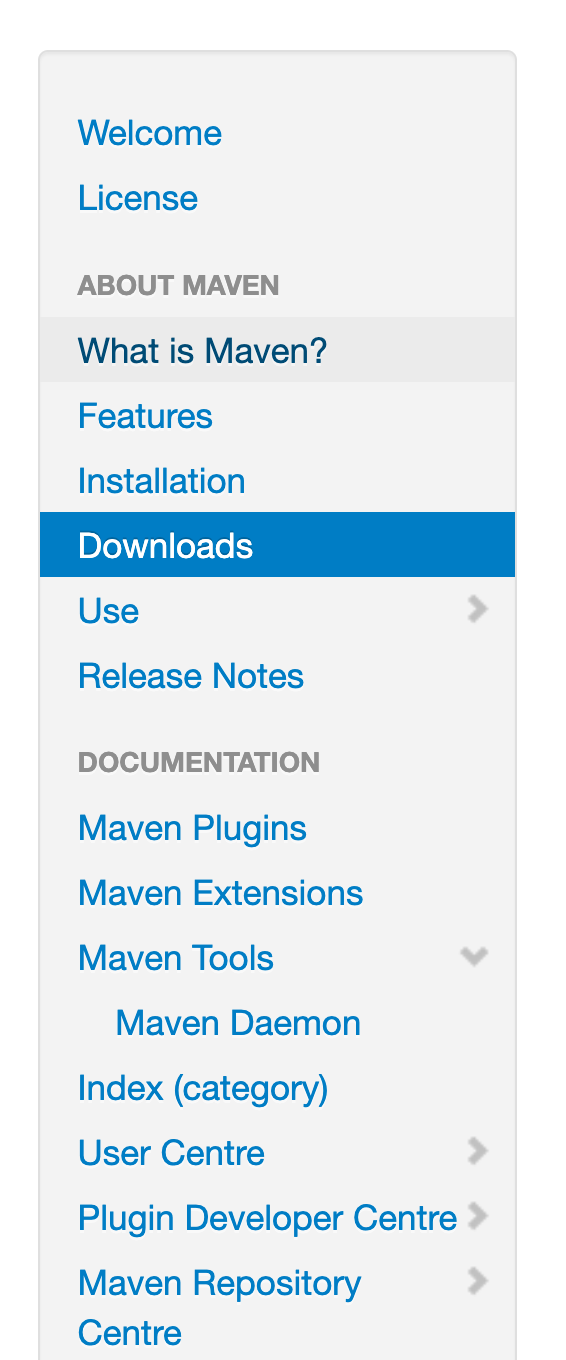 Welcome
License
ABOUT MAVEN
What is Maven?
Features
Installation
Downloads
Use
Release Notes
DOCUMENTATION
Maven Plugins
Maven Extensions
Maven Tools
Maven Daemon
Index (category)
User Centre
Plugin Developer Centre
Maven Repository
Centre